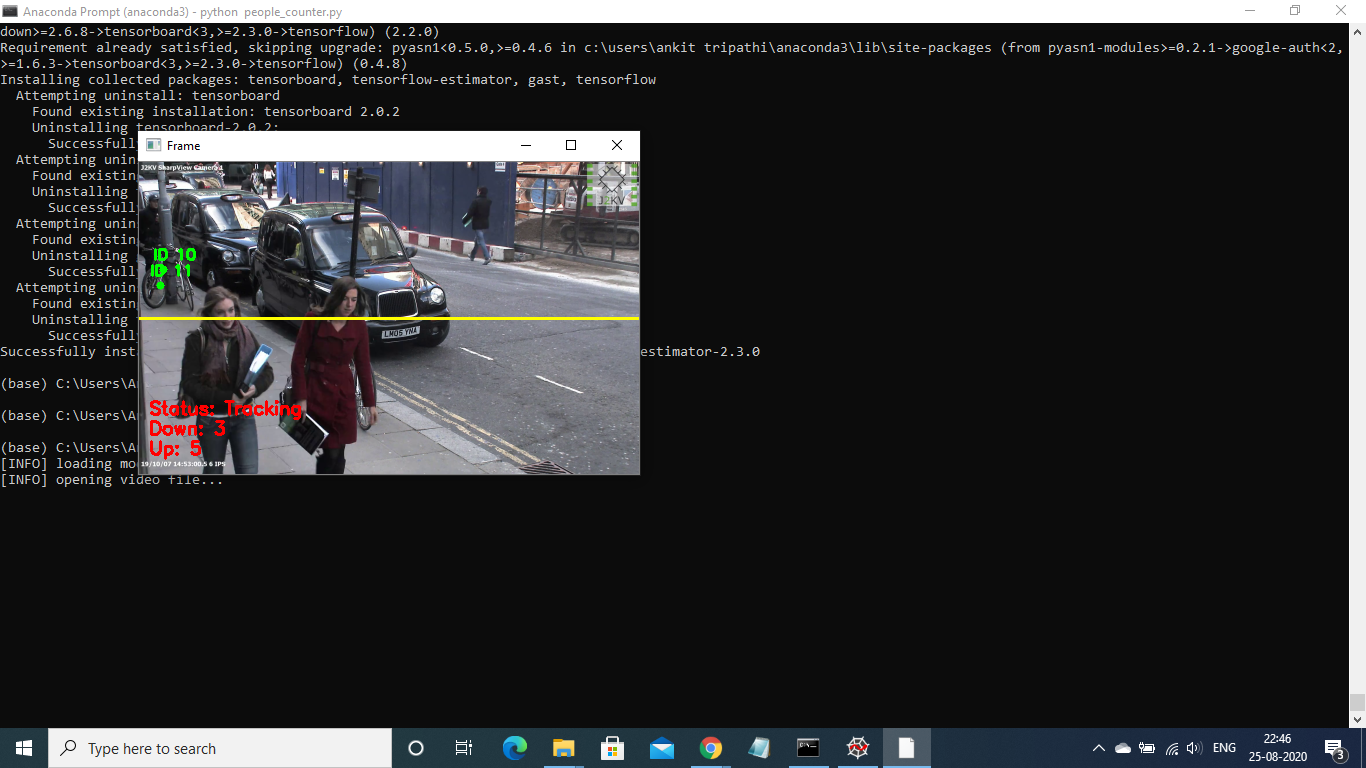 Anaconda Prompt (anaconda3) - python  people_counter.py
down>=2.6.8->tensorboard<3,>=2.3.0->tensorflow) (2.2.0)
Requirement already satisfied, skipping upgrade: pyasn1<0.5.0,>=0.4.6 in c:\users\ankit tripathi\anaconda3\lib\site-packages (from pyasn1-modules>=0.2.1->google-auth<2,
>=1.6.3->tensorboard<3,>=2.3.0->tensorflow) (0.4.8)
Installing collected packages: tensorboard, tensorflow-estimator, gast, tensorflow
Attempting uninstall: tensorboard
Found existing installation: tensorboard 2.0.2
Uninstalling tensorboard-2.0.2:
Successfully
Attempting unin
Found existin
Uninstalling
Successfully
Attempting unin
Found existin
Uninstalling
Successfully
Attempting unin
Found existin
Uninstalling
Successfully
Successfully inst
estimator-2.3.0
(base) C:\Users\A
(base) C:\Users\A
(base) C:\Users\A
[INFO] loading mo
[INFO] opening video file...
Frame
J2KV SharpView Camera 1
J2KV
ID 10
ID 11
LM05 YNA
Status: Tracking
Down: 3
Up: 5
19/10/07 14:53:00.5 6 IPS
Type here to search
ENG
22:46
25-08-2020
3